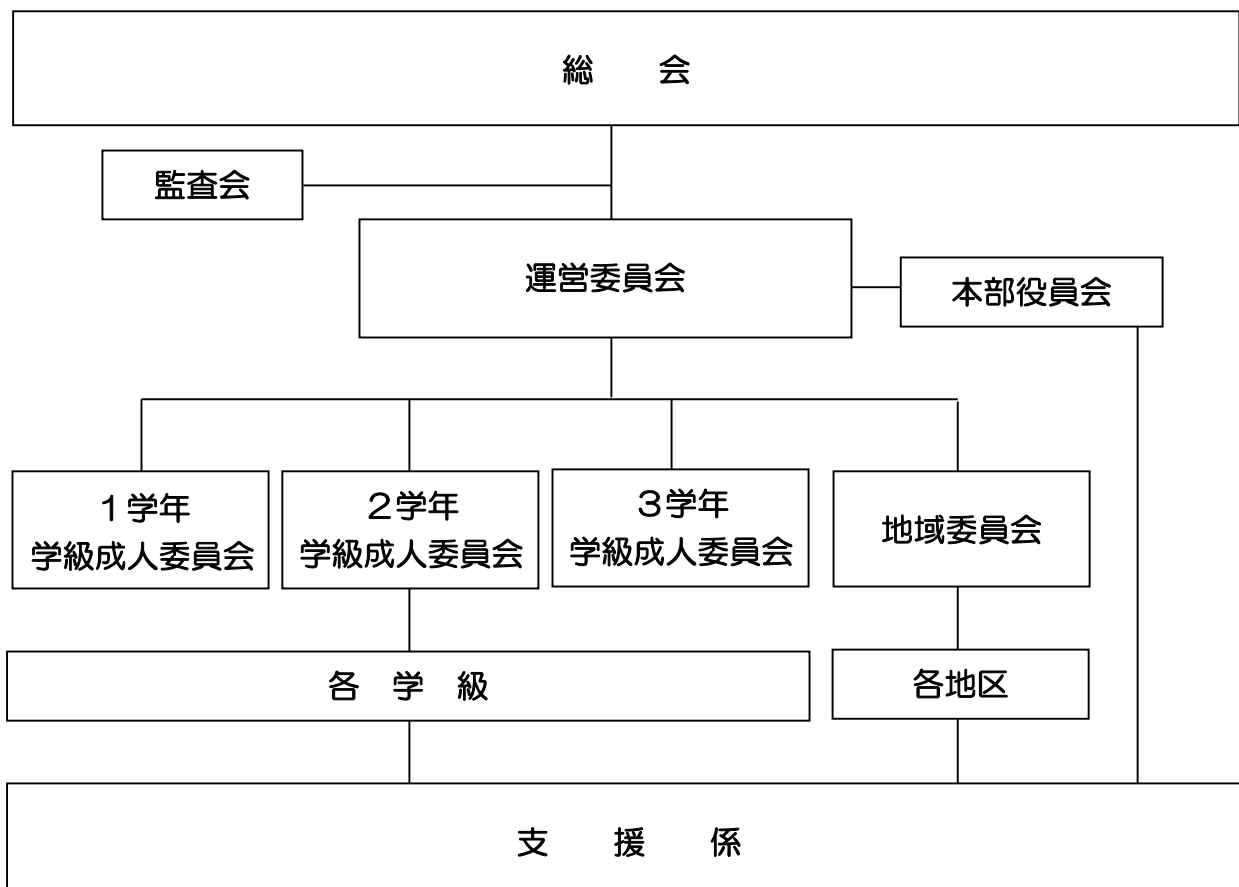 総　　会
監査会
運営委員会
本部役員会
１学年
学級成人委員会
２学年
学級成人委員会
３学年
学級成人委員会
地域委員会
各　学　級
各地区
支　　援　　係